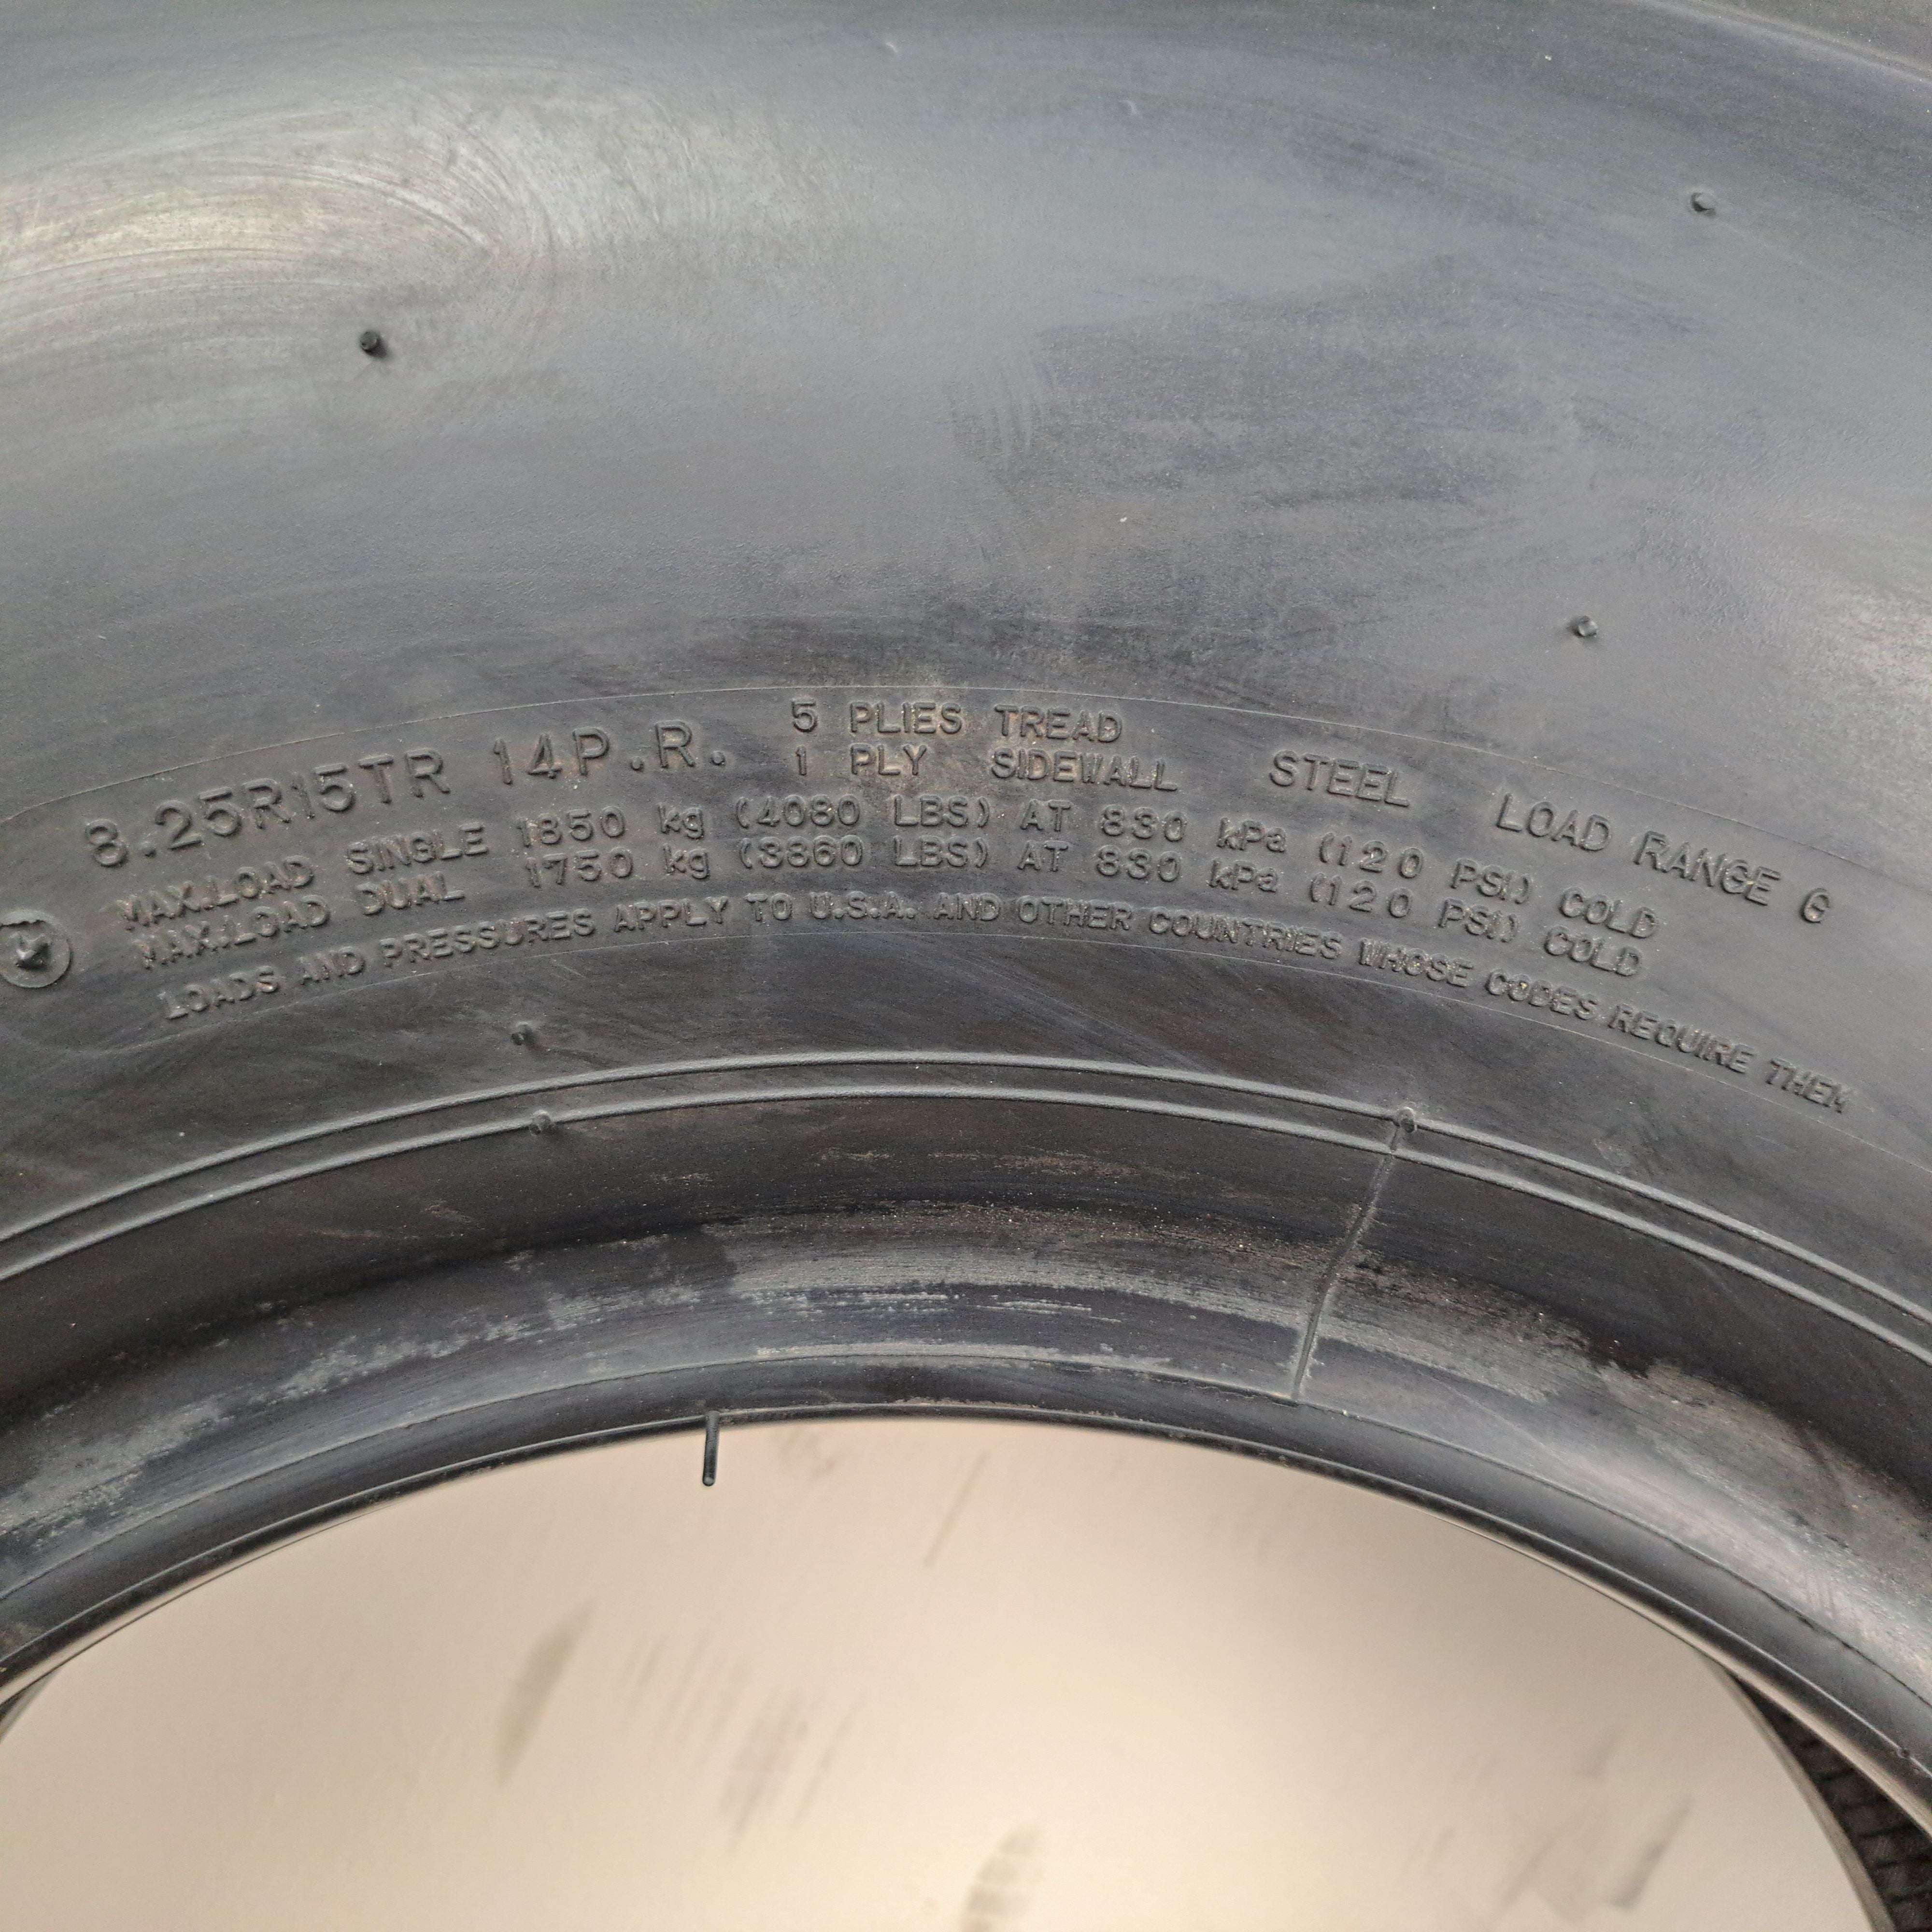 8.25R15TR 14P.R. 5 PLIES TREAD STEEL LOAD RANGE G
1 PLY SIDEWALL
MAX.LOAD SINGLE 1850 kg (4080 LBS) AT 830 kPa (120 PSI) COLD
MAX.LOAD DUAL 1750 kg (3860 LBS) AT 830 kPa (120 PSI) COLD
LOADS AND PRESSURES APPLY TO U.S.A. AND OTHER COUNTRIES WHOSE CODES REQUIRE THEM